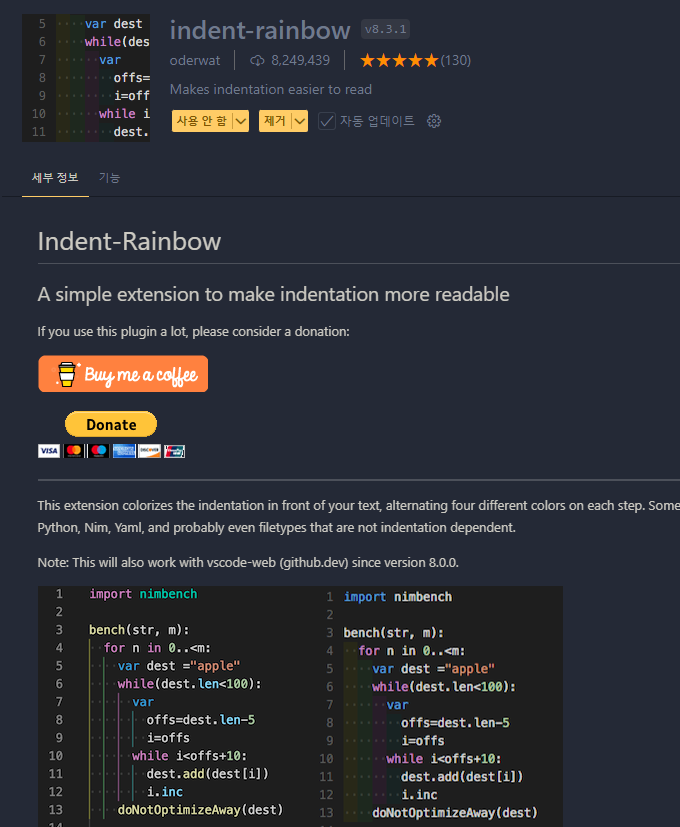 5 ···· var dest
6 ···· while(des
7 ······ var
8 ········ offs=
9 ········ i=off
10 ······ while i
11 ········ dest.
indent-rainbow v8.3.1
oderwat 8,249,439 ★★★★★(130)
Makes indentation easier to read
사용 안 함 제거 자동 업데이트
세부 정보 기능
Indent-Rainbow
A simple extension to make indentation more readable
If you use this plugin a lot, please consider a donation:
Buy me a coffee
Donate
VISA
This extension colorizes the indentation in front of your text, alternating four different colors on each step. Some
Python, Nim, Yaml, and probably even filetypes that are not indentation dependent.
Note: This will also work with vscode-web (github.dev) since version 8.0.0.
1 import nimbench
2
3 bench(str, m):
4 for n in 0..<m:
5 var dest ="apple"
6 while(dest.len<100):
7 var
8 offs=dest.len-5
9 i=offs
10 while i<offs+10:
11 dest.add(dest[i])
12 i.inc
13 doNotOptimizeAway(dest)
1 import nimbench
2
3 bench(str, m):
4 for n in 0..<m:
5 var dest ="apple"
6 while(dest.len<100):
7 var
8 offs=dest.len-5
9 i=offs
10 while i<offs+10:
11 dest.add(dest[i])
12 i.inc
13 doNotOptimizeAway(dest)